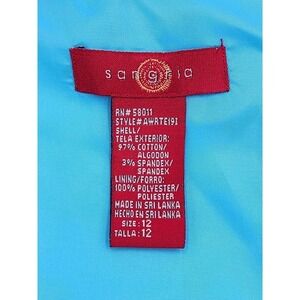 sangria
RN# 58011
STYLE# AWRTE19I
SHELL/
TELA EXTERIOR:
97% COTTON/
ALGODON
3% SPANDEX/
SPANDEX
LINING/FORRO:
100% POLYESTER/
POLIESTER
MADE IN SRI LANKA
HECHO EN SRI LANKA
SIZE: 12
TALLA: 12